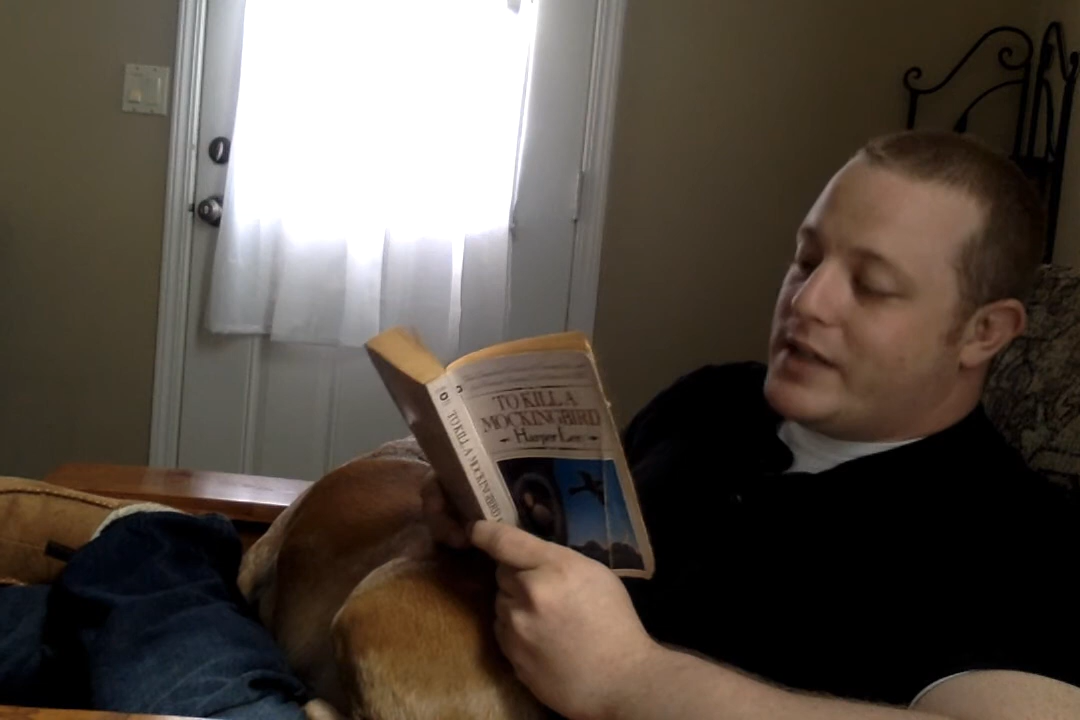 TO KILL A
MOCKINGBIRD
Harper Lee
TO KILL A MOCKINGBIRD